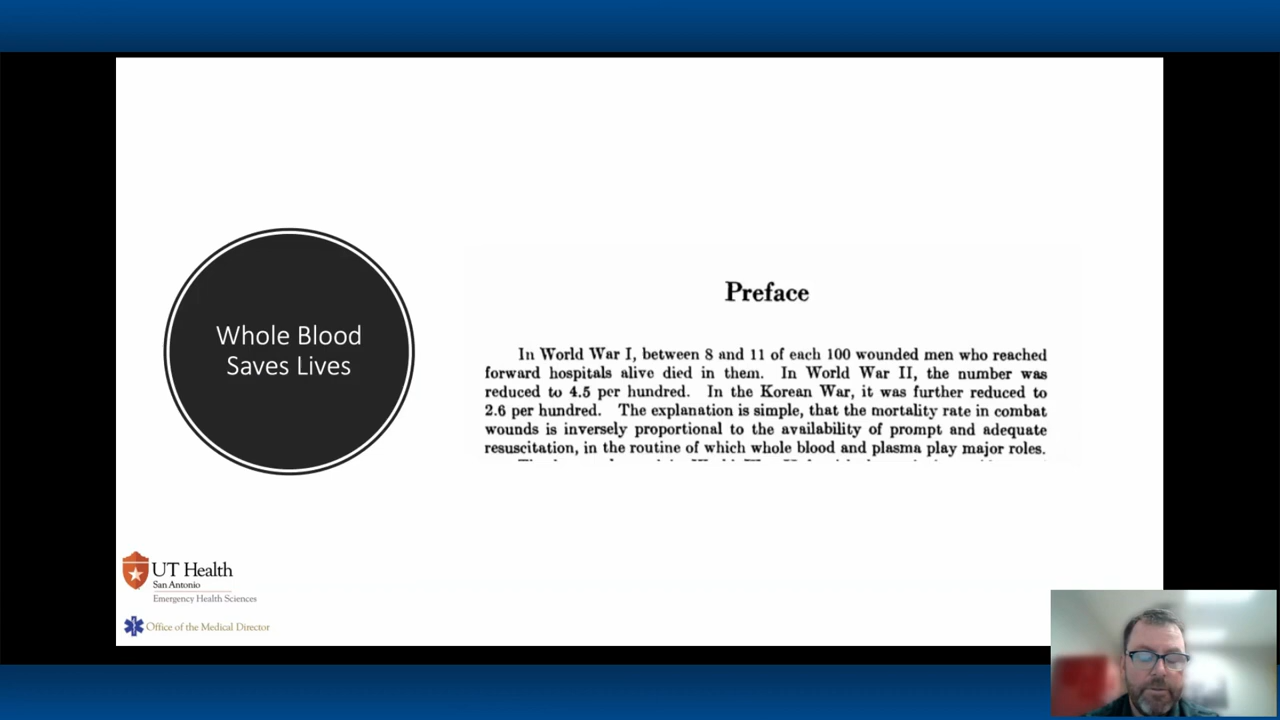 Whole Blood
Saves Lives
Preface
In World War I, between 8 and 11 of each 100 wounded men who reached
forward hospitals alive died in them. In World War II, the number was
reduced to 4.5 per hundred. In the Korean War, it was further reduced to
2.6 per hundred. The explanation is simple, that the mortality rate in combat
wounds is inversely proportional to the availability of prompt and adequate
resuscitation, in the routine of which whole blood and plasma play major roles.
UT Health
San Antonio
Emergency Health Sciences
Office of the Medical Director